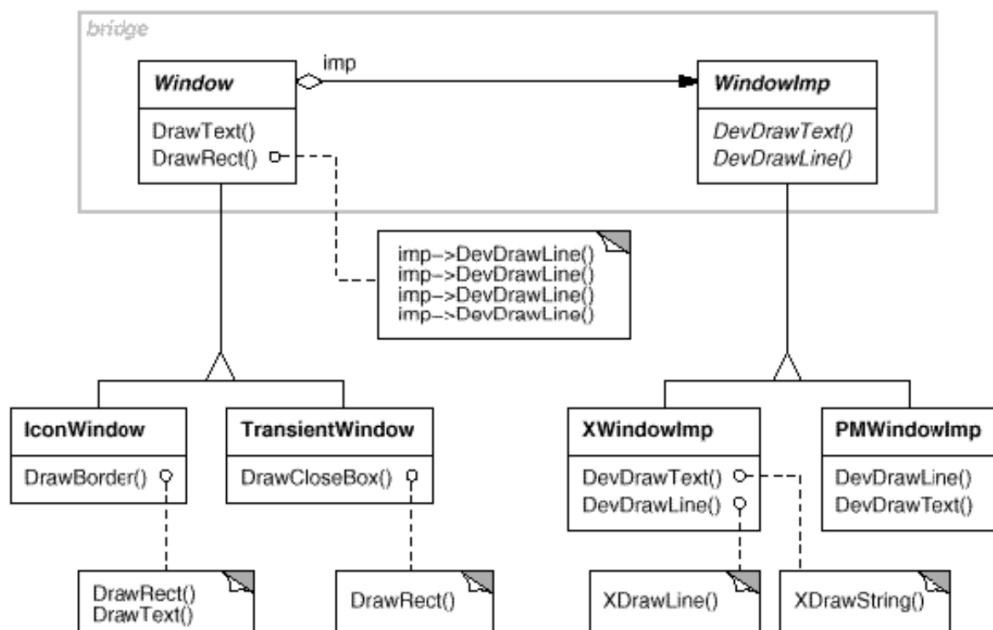 bridge
imp
Window
DrawText()
DrawRect()
WindowImp
DevDrawText()
DevDrawLine()
imp->DevDrawLine()
imp->DevDrawLine()
imp->DevDrawLine()
imp->DevDrawLine()
IconWindow
DrawBorder()
TransientWindow
DrawCloseBox()
XWindowImp
DevDrawText()
DevDrawLine()
PMWindowImp
DevDrawLine()
DevDrawText()
DrawRect()
DrawText()
DrawRect()
XDrawLine()
XDrawString()